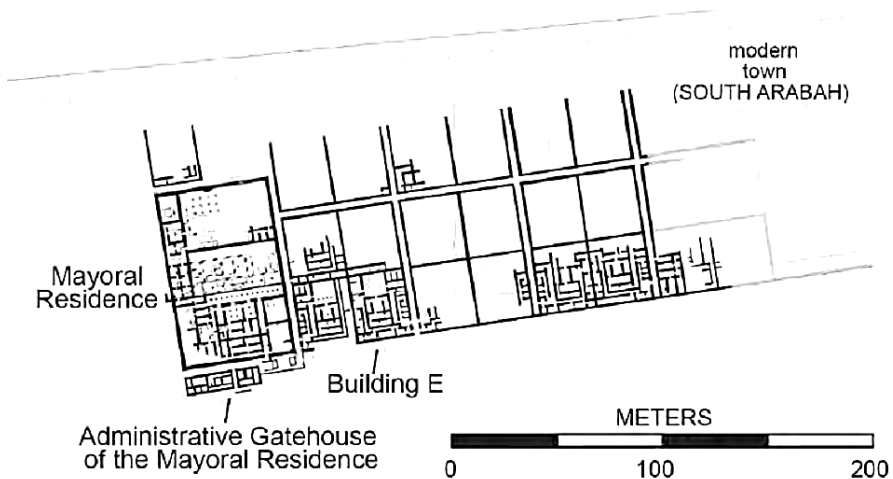 modern
town
(SOUTH ARABAH)
Mayoral
Residence
Building E
Administrative Gatehouse
of the Mayoral Residence
METERS
0 100 200